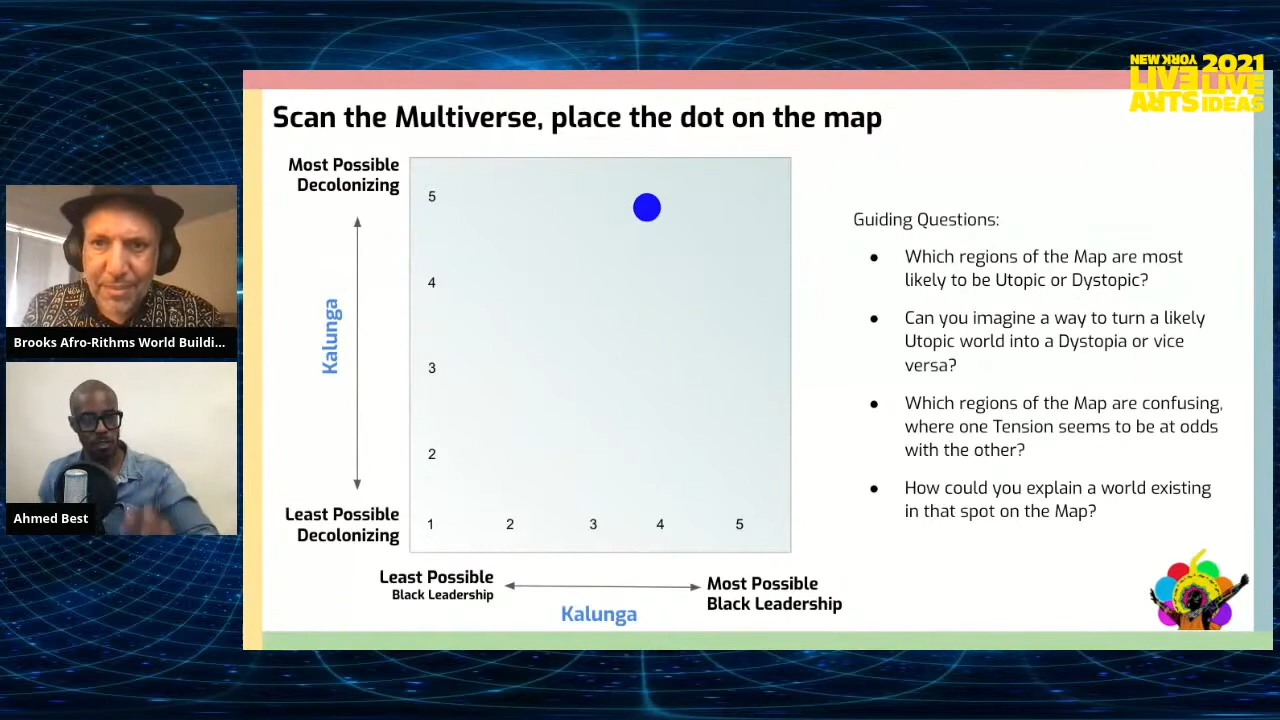 NEW YORK
LIVE
ARTS
2021
LIVE
IDEAS
Scan the Multiverse, place the dot on the map
Most Possible
Decolonizing
5
4
3
2
Kalunga
Least Possible
Decolonizing
1 2 3 4 5
Least Possible
Black Leadership
Kalunga
Most Possible
Black Leadership
Guiding Questions:
● Which regions of the Map are most
likely to be Utopic or Dystopic?
● Can you imagine a way to turn a likely
Utopic world into a Dystopia or vice
versa?
● Which regions of the Map are confusing,
where one Tension seems to be at odds
with the other?
● How could you explain a world existing
in that spot on the Map?
Brooks Afro-Rithms World Buildi...
Ahmed Best